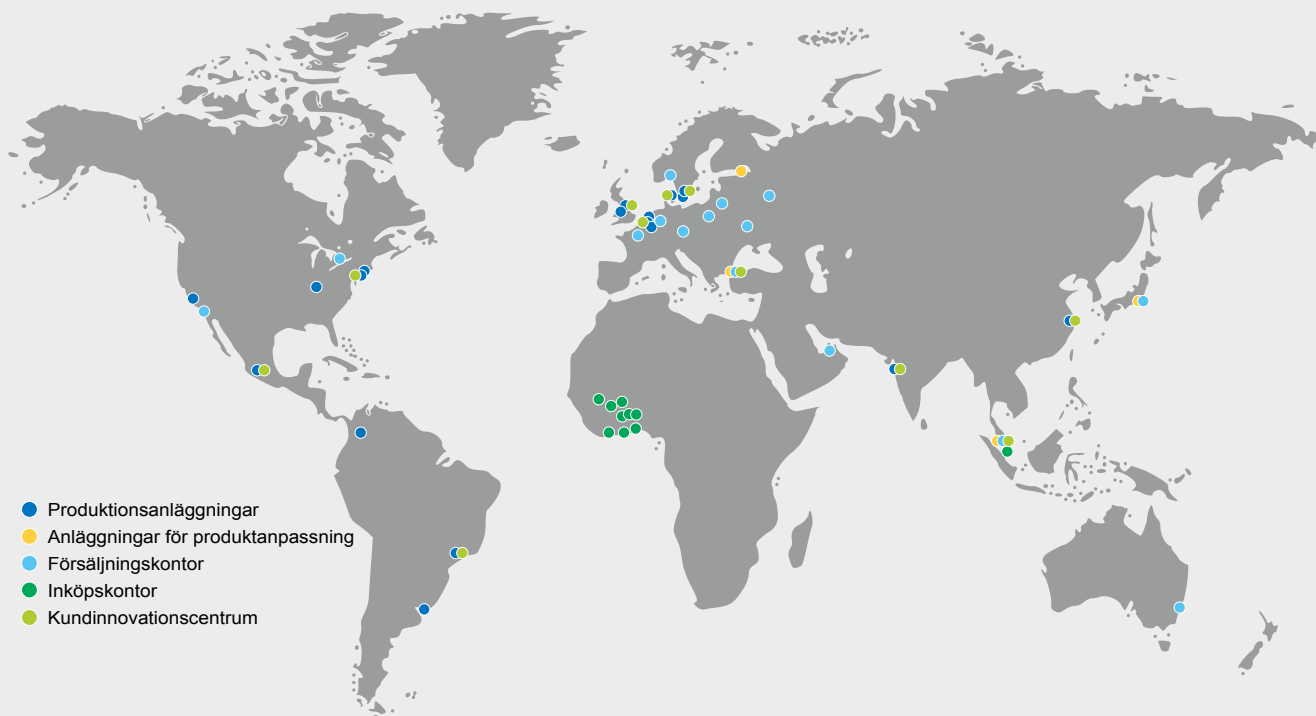 Produktionsanläggningar
Anläggningar för produktanpassning
Försäljningskontor
Inköpskontor
Kundinnovationscentrum